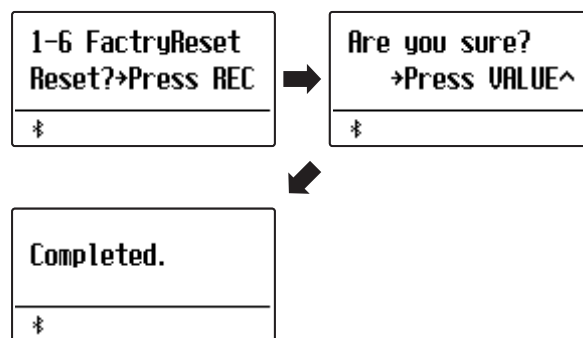 1-6 FactryReset
Reset?→Press REC
Are you sure?
→Press VALUE^
Completed.